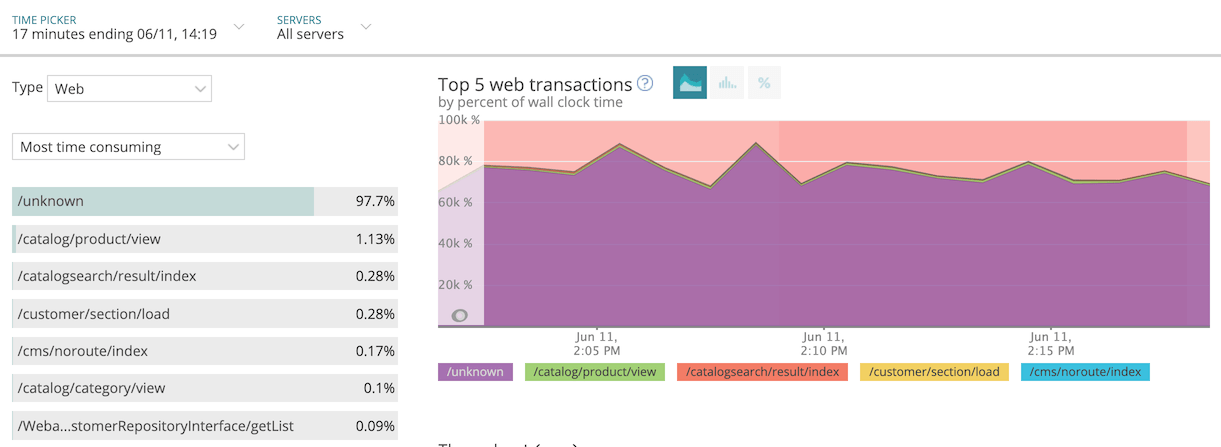 TIME PICKER
17 minutes ending 06/11, 14:19
SERVERS
All servers
Type Web
Most time consuming
/unknown 97.7%
/catalog/product/view 1.13%
/catalogsearch/result/index 0.28%
/customer/section/load 0.28%
/cms/noroute/index 0.17%
/catalog/category/view 0.1%
/Weba...stomerRepositoryInterface/getList 0.09%
Top 5 web transactions ?
%
by percent of wall clock time
100k %
80k %
60k %
40k %
20k %
Jun 11,
2:05 PM
Jun 11,
2:10 PM
Jun 11,
2:15 PM
/unknown
/catalog/product/view
/catalogsearch/result/index
/customer/section/load
/cms/noroute/index